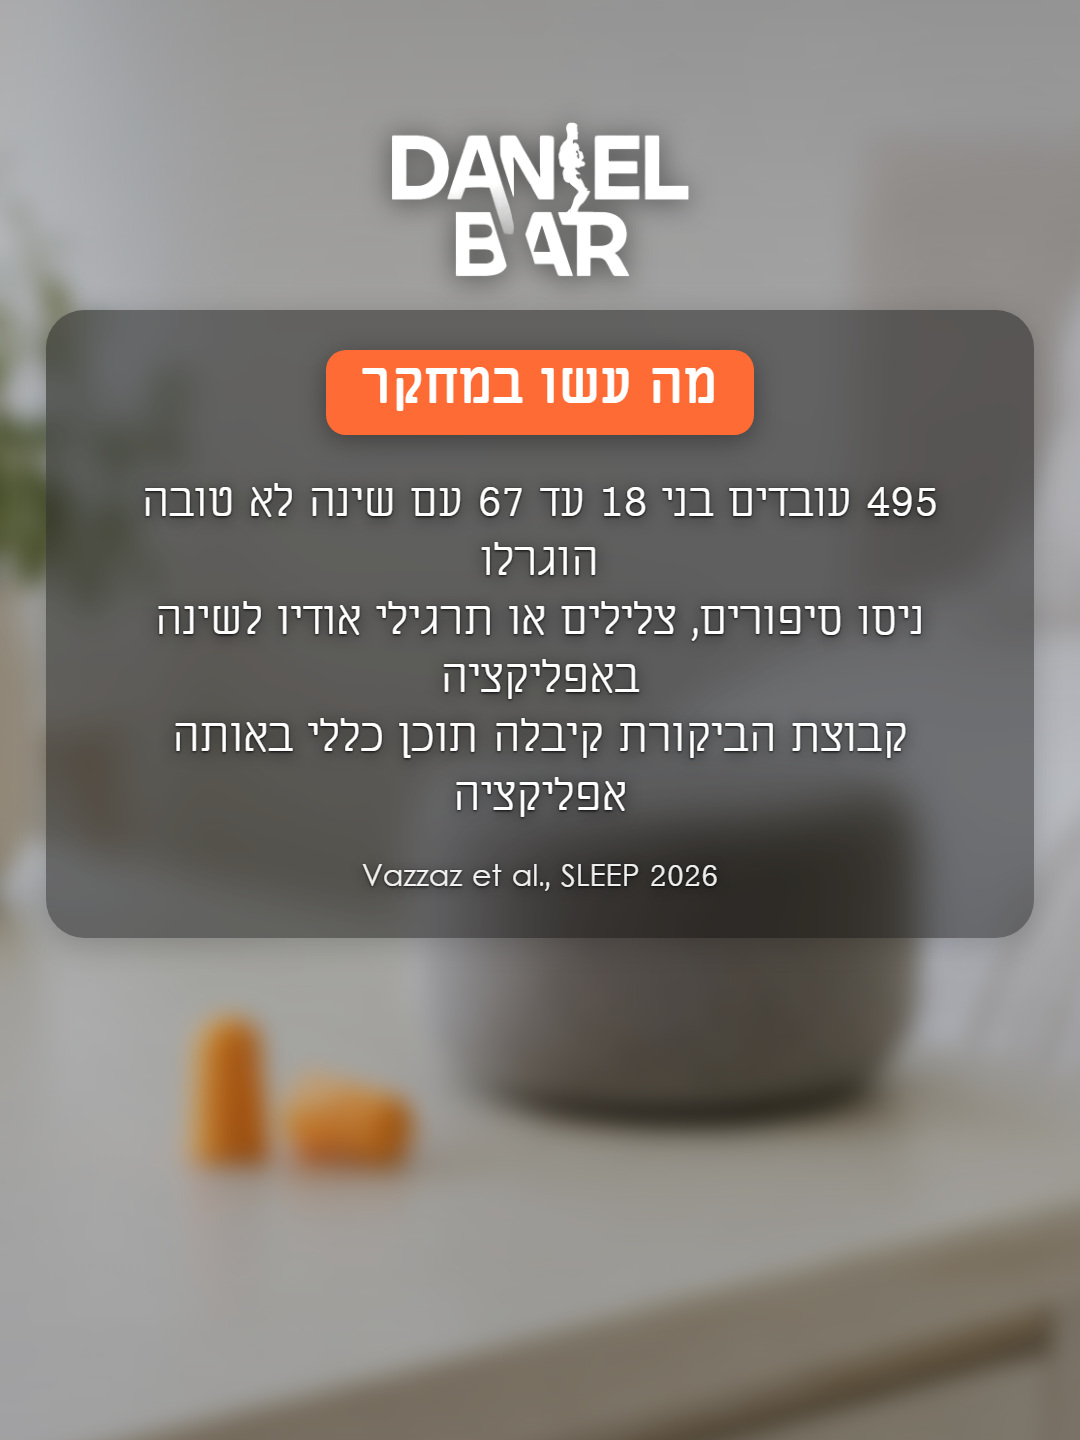 DANIEL
BAR
מה עשו במחקר
495 עובדים בני 18 עד 67 עם שינה לא טובה
הוגרלו
ניסו סיפורים, צלילים או תרגילי אודיו לשינה
באפליקציה
קבוצת הביקורת קיבלה תוכן כללי באותה
אפליקציה
Vazzaz et al., SLEEP 2026